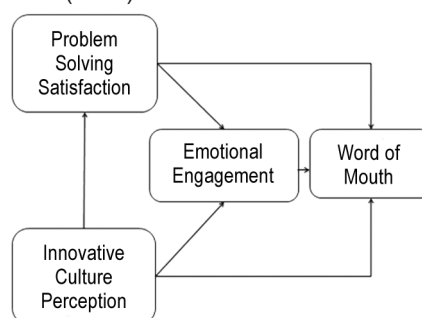 Problem
Solving
Satisfaction
Emotional
Engagement
Word of
Mouth
Innovative
Culture
Perception